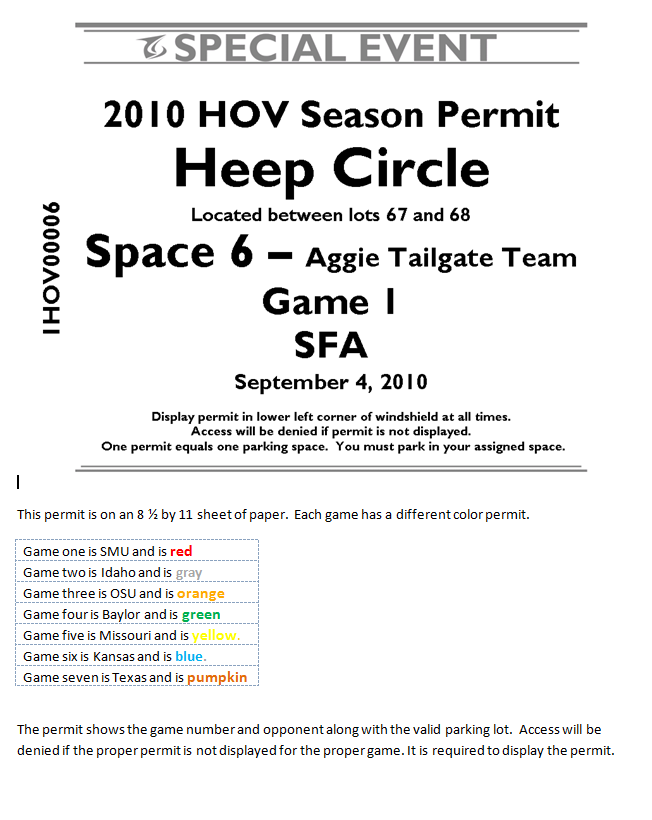 SPECIAL EVENT
2010 HOV Season Permit
Heep Circle
Located between lots 67 and 68
Space 6 – Aggie Tailgate Team
Game 1
SFA
September 4, 2010
1HOV00006
Display permit in lower left corner of windshield at all times.
Access will be denied if permit is not displayed.
One permit equals one parking space.  You must park in your assigned space.
This permit is on an 8 ½ by 11 sheet of paper.  Each game has a different color permit.
Game one is SMU and is red
Game two is Idaho and is gray
Game three is OSU and is orange
Game four is Baylor and is green
Game five is Missouri and is yellow.
Game six is Kansas and is blue.
Game seven is Texas and is pumpkin
The permit shows the game number and opponent along with the valid parking lot.  Access will be
denied if the proper permit is not displayed for the proper game. It is required to display the permit.